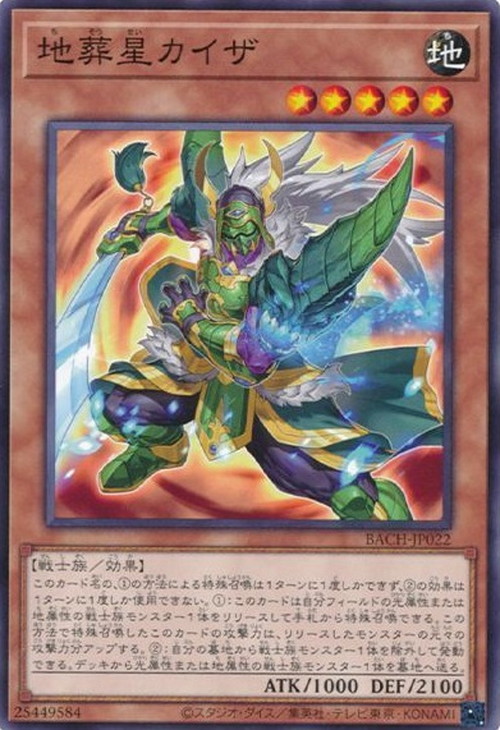 地葬星カイザ
地
BACH-JP022
【戦士族/効果】
このカード名の、①の方法による特殊召喚は1ターンに1度しかできず、②の効果は
1ターンに1度しか使用できない。①:このカードは自分フィールドの光属性または
地属性の戦士族モンスター1体をリリースして手札から特殊召喚できる。この
方法で特殊召喚したこのカードの攻撃力は、リリースしたモンスターの元々の
攻撃力分アップする。②:自分の墓地から戦士族モンスター1体を除外して発動
できる。デッキから光属性または地属性の戦士族モンスター1体を墓地へ送る。
ATK/1000 DEF/2100
25449584 ©スタジオ・ダイス/集英社・テレビ東京・KONAMI